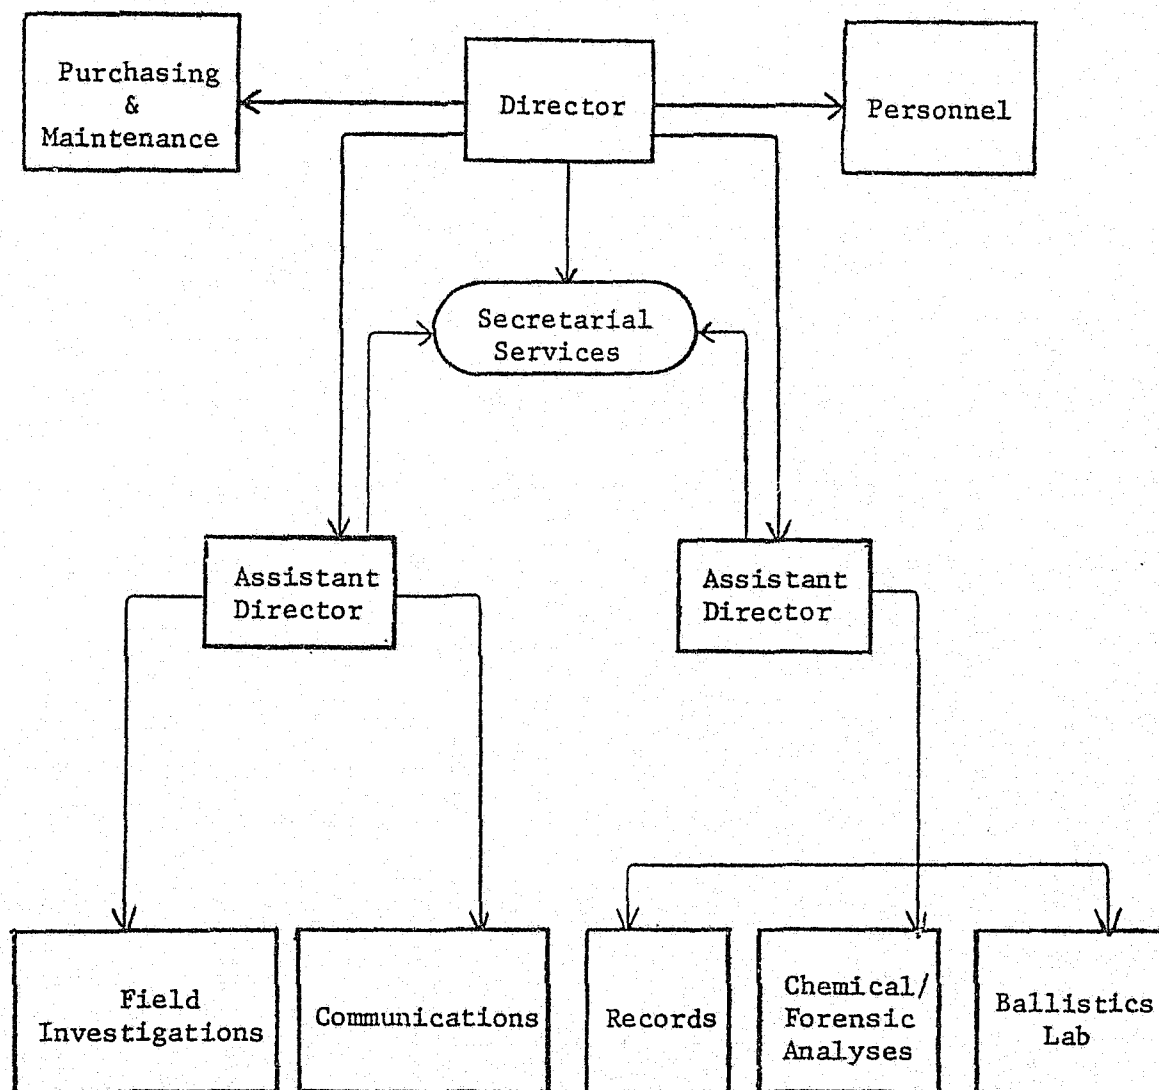 Purchasing
&
Maintenance
Director
Personnel
Secretarial
Services
Assistant
Director
Assistant
Director
Field
Investigations
Communications
Records
Chemical/
Forensic
Analyses
Ballistics
Lab